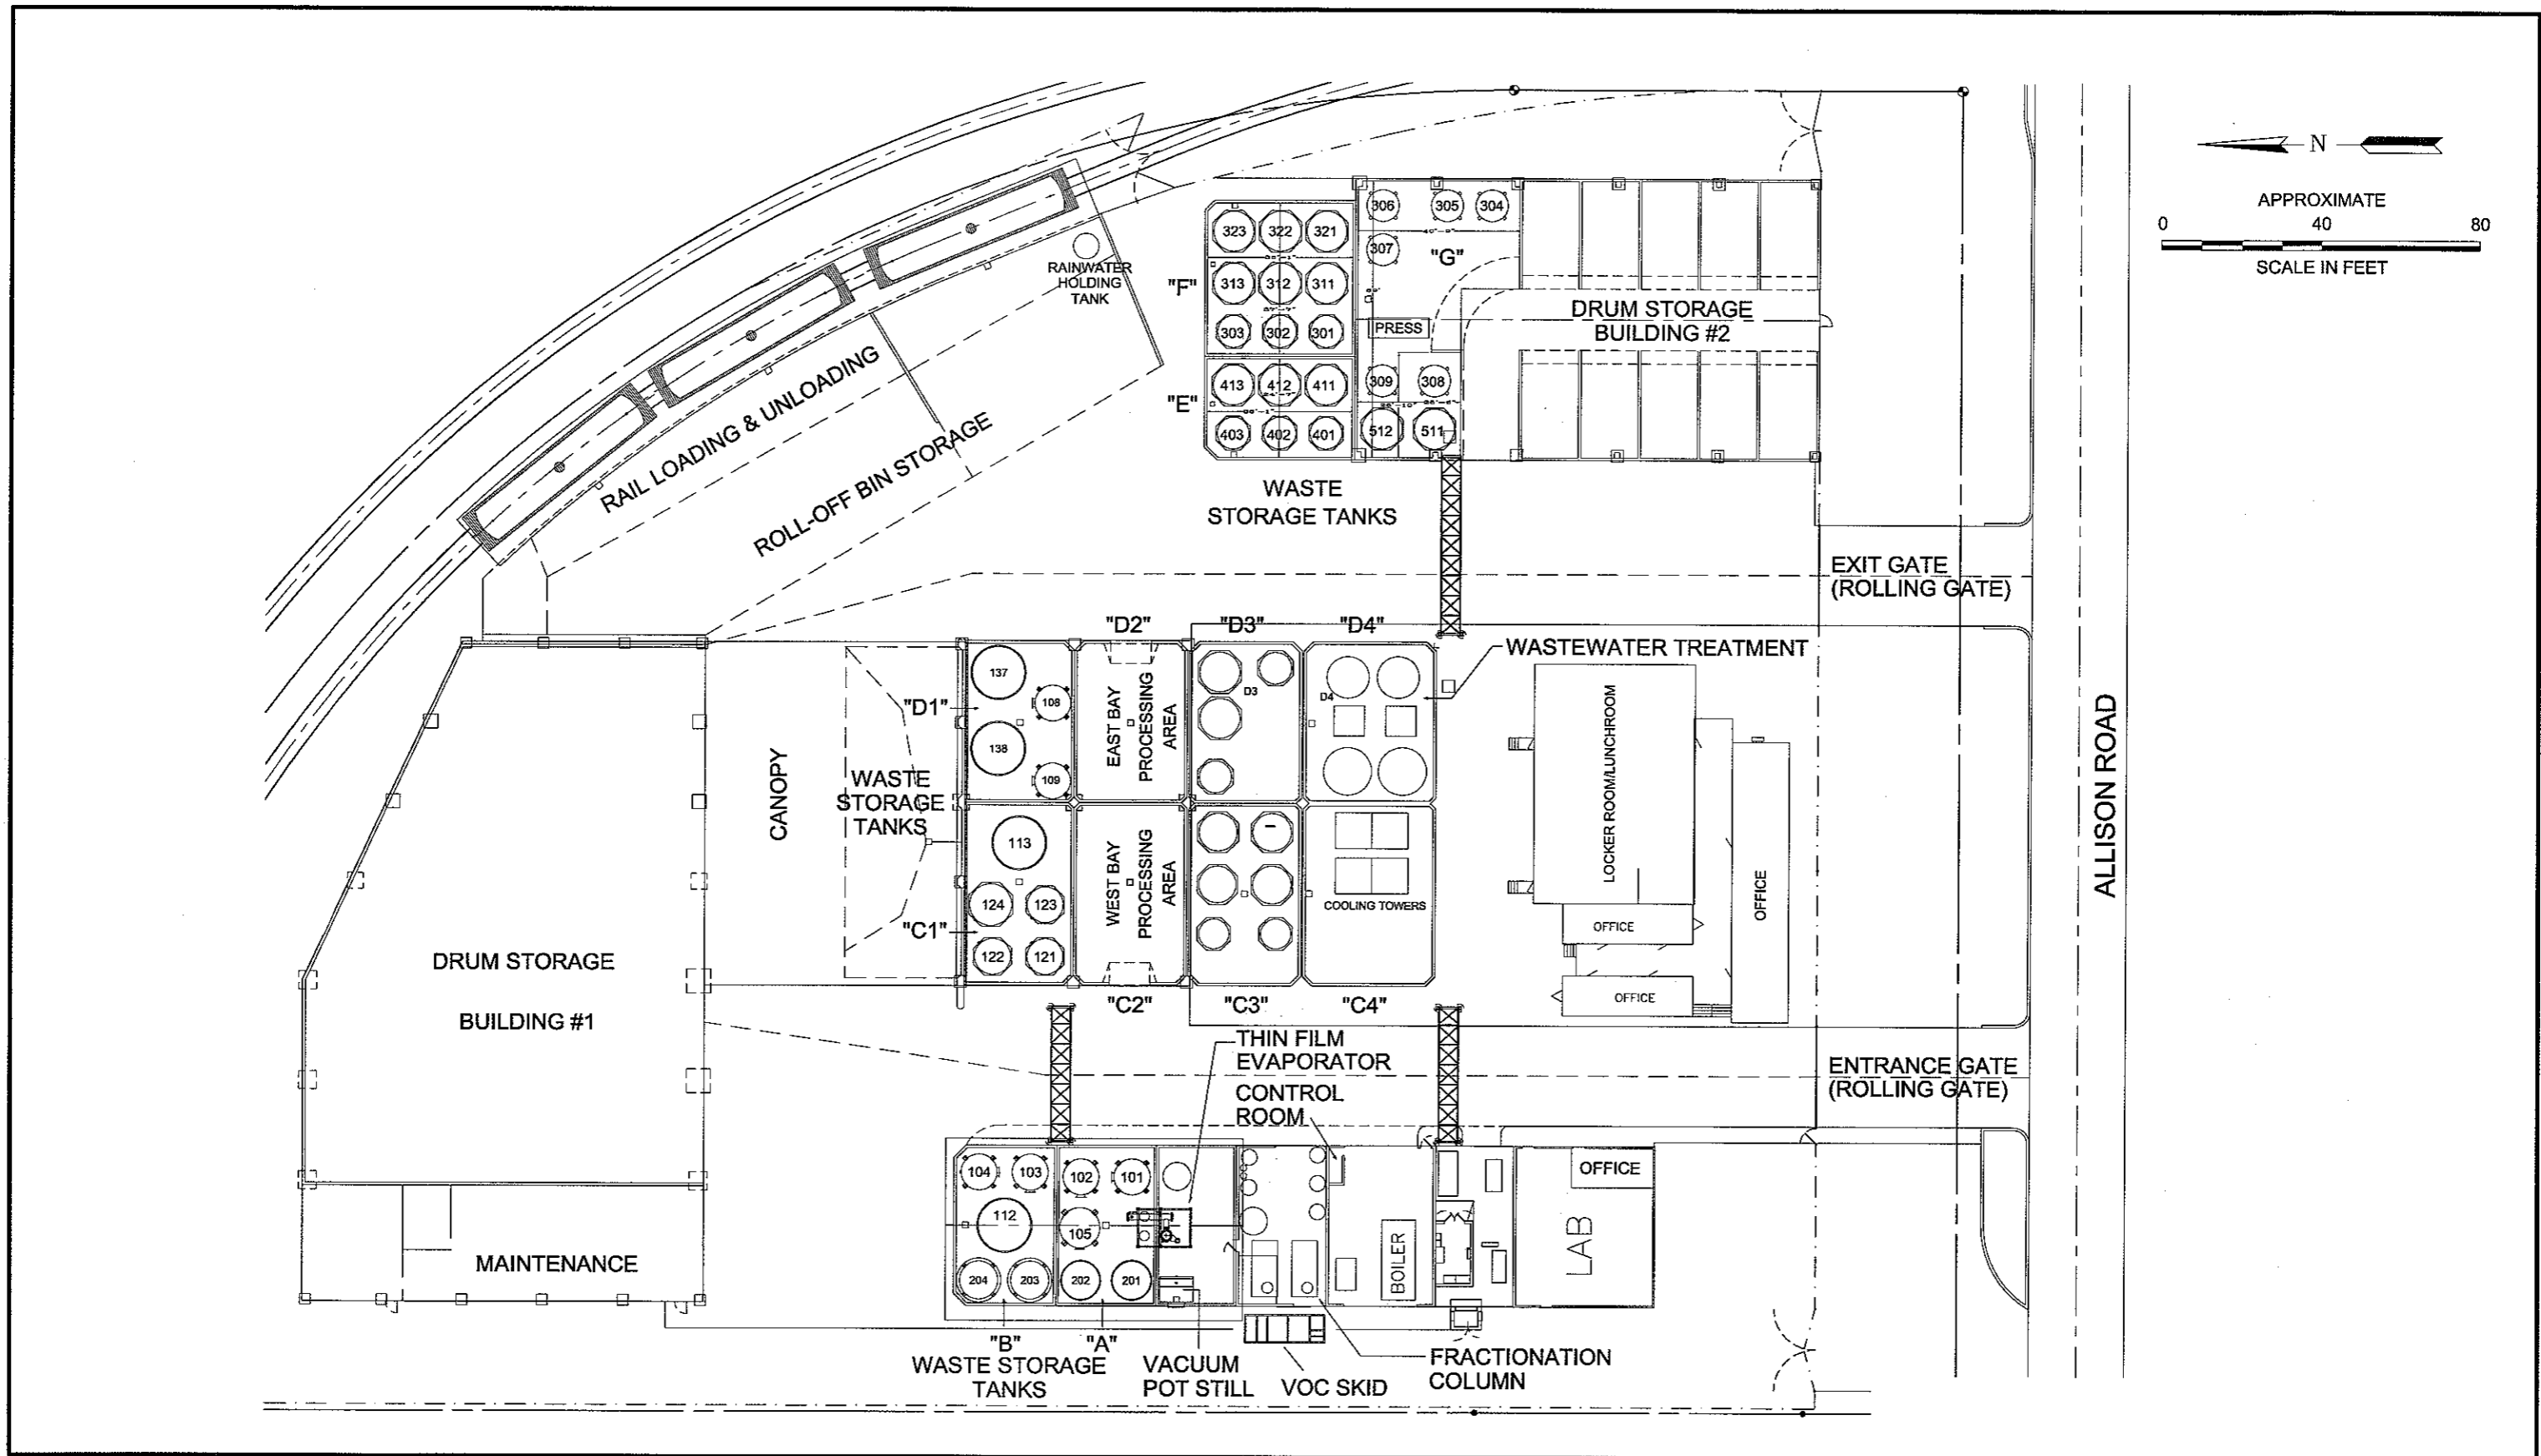 N
APPROXIMATE
0 40 80
SCALE IN FEET
306 305 304
307
"G"
323 322 321
"F"
313 312 311
303 302 301
PRESS
DRUM STORAGE
BUILDING #2
"E"
413 412 411
309 308
403 402 401
512 511
RAINWATER
HOLDING
TANK
RAIL LOADING & UNLOADING
ROLL-OFF BIN STORAGE
WASTE
STORAGE TANKS
EXIT GATE
(ROLLING GATE)
"D2" "D3" "D4"
WASTEWATER TREATMENT
137
108
"D1"
138
109
EAST BAY
PROCESSING
AREA
D3
D4
LOCKER ROOM/LUNCHROOM
ALLISON ROAD
CANOPY
WASTE
STORAGE
TANKS
113
124 123
"C1"
122 121
WEST BAY
PROCESSING
AREA
COOLING TOWERS
OFFICE
OFFICE
OFFICE
"C2" "C3" "C4"
DRUM STORAGE
BUILDING #1
THIN FILM
EVAPORATOR
CONTROL
ROOM
ENTRANCE GATE
(ROLLING GATE)
104 103 102 101
112
105
204 203 202 201
BOILER
OFFICE
LAB
MAINTENANCE
"B" "A"
WASTE STORAGE
TANKS
VACUUM
POT STILL
VOC SKID
FRACTIONATION
COLUMN